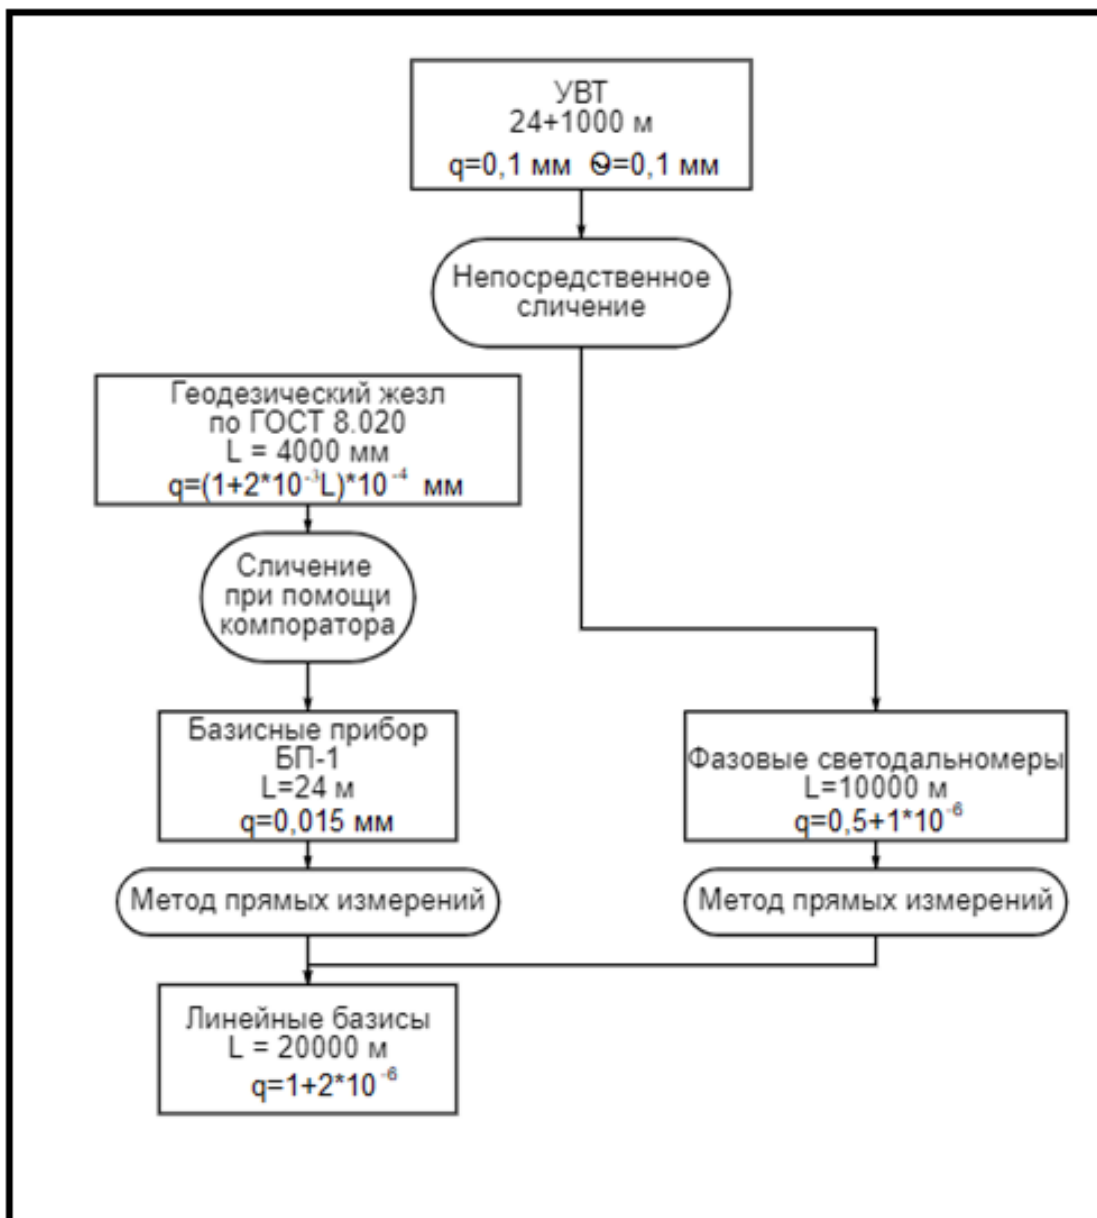 УВТ
24+1000 м
q=0,1 мм Θ=0,1 мм
Непосредственное
сличение
Геодезический жезл
по ГОСТ 8.020
L = 4000 мм
q=(1+2*10⁻³L)*10⁻⁴ мм
Сличение
при помощи
компоратора
Базисные прибор
БП-1
L=24 м
q=0,015 мм
Фазовые светодальномеры
L=10000 м
q=0,5+1*10⁻⁶
Метод прямых измерений
Метод прямых измерений
Линейные базисы
L = 20000 м
q=1+2*10⁻⁶